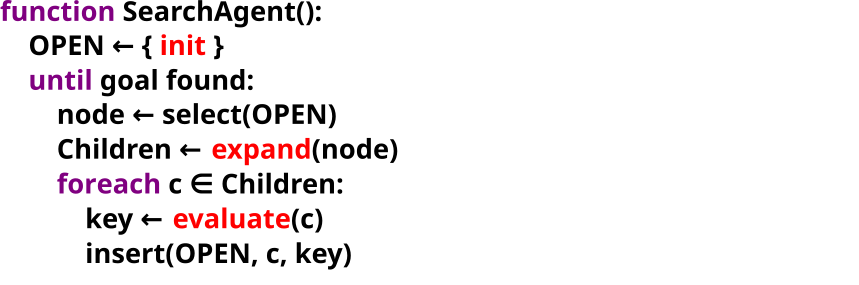 function SearchAgent():
OPEN ← { init }
until goal found:
node ← select(OPEN)
Children ← expand(node)
foreach c ∈ Children:
key ← evaluate(c)
insert(OPEN, c, key)